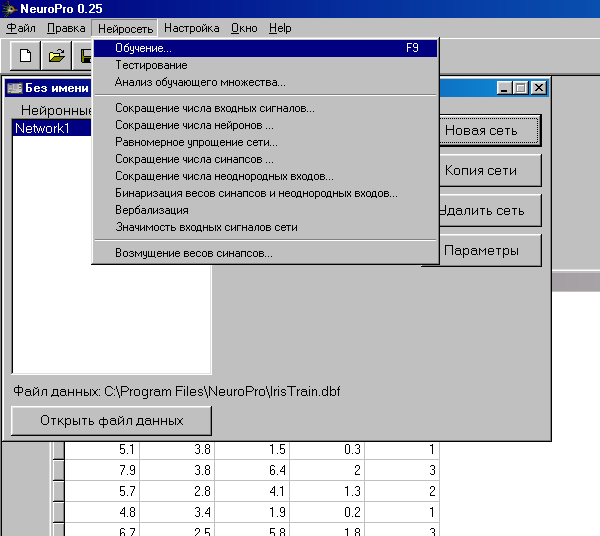 NeuroPro 0.25
Файл Правка Нейросеть Настройка Окно Help
Обучение... F9
Тестирование
Анализ обучающего множества...
Сокращение числа входных сигналов...
Сокращение числа нейронов ...
Равномерное упрощение сети...
Сокращение числа синапсов ...
Сокращение числа неоднородных входов...
Бинаризация весов синапсов и неоднородных входов...
Вербализация
Значимость входных сигналов сети
Возмущение весов синапсов...
Без имени
Нейронные
Network1
Новая сеть
Копия сети
Удалить сеть
Параметры
Файл данных: C:\Program Files\NeuroPro\IrisTrain.dbf
Открыть файл данных
5.1 3.8 1.5 0.3 1
7.9 3.8 6.4 2 3
5.7 2.8 4.1 1.3 2
4.8 3.4 1.9 0.2 1
6.7 2.5 5.8 1.8 3